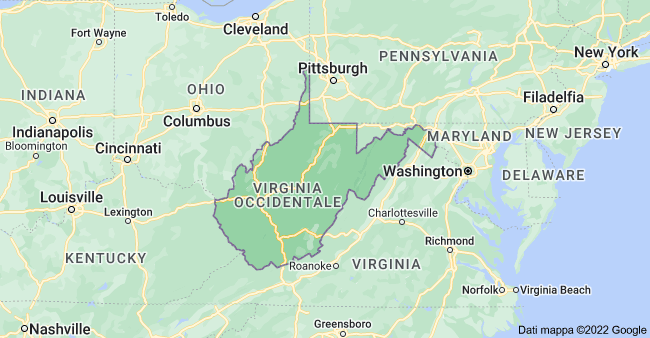 Toledo
Cleveland
Fort Wayne
New York
PENNSYLVANIA
Pittsburgh
OHIO
INDIANA
Filadelfia
Columbus
Indianapolis
MARYLAND
NEW JERSEY
Bloomington
Cincinnati
Washington
DELAWARE
VIRGINIA
OCCIDENTALE
Louisville
Lexington
Charlottesville
Richmond
KENTUCKY
Roanoke
VIRGINIA
Norfolk
Virginia Beach
Nashville
Greensboro
Dati mappa ©2022 Google